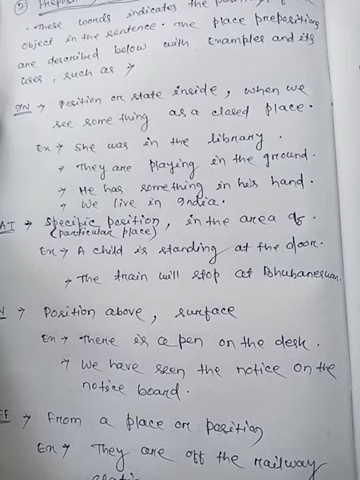 ⑤ Preposi
· These words indicates the
object in the sentence · The place preposition
are described below with examples and its
uses, such as →
IN → Position or state inside, when we
see something as a closed place.
Ex → She was in the library.
→ They are playing in the ground.
→ He has something in his hand.
→ We live in India.
AT → Specific position, in the area of.
(particular place)
Ex → A child is standing at the door.
→ The train will stop at Bhubaneswar.
N → Position above, surface
Ex → There is a pen on the desk.
→ We have seen the notice on the
notice board.
FF → From a place or position
Ex → They are off the railway